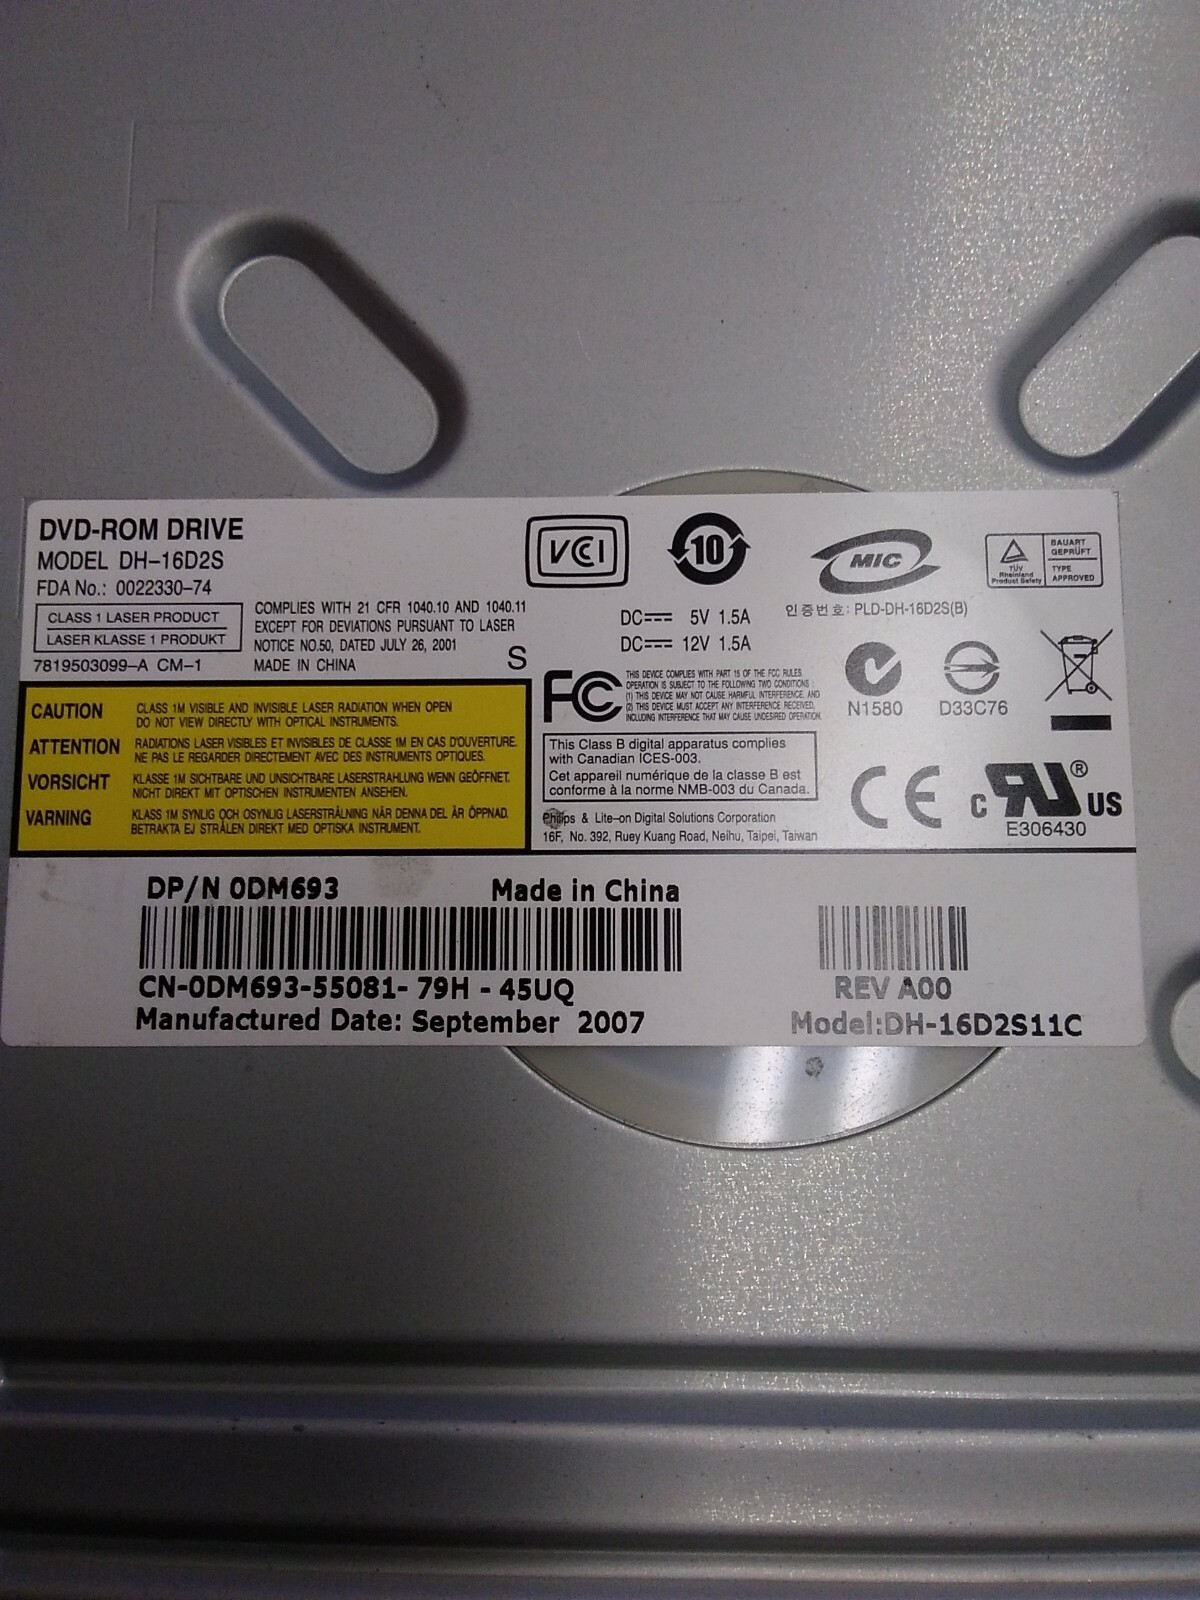 DVD-ROM DRIVE
MODEL DH-16D2S
FDA No.: 0022330-74
CLASS 1 LASER PRODUCT
LASER KLASSE 1 PRODUKT
7819503099-A CM-1
COMPLIES WITH 21 CFR 1040.10 AND 1040.11
EXCEPT FOR DEVIATIONS PURSUANT TO LASER
NOTICE NO.50, DATED JULY 26, 2001
MADE IN CHINA
S
VCCI
10
MIC
TÜV
Rheinland
Product Safety
BAUART
GEPRÜFT
TYPE
APPROVED
DC 5V 1.5A
DC 12V 1.5A
인증번호: PLD-DH-16D2S(B)
FC
THIS DEVICE COMPLIES WITH PART 15 OF THE FCC RULES.
OPERATION IS SUBJECT TO THE FOLLOWING TWO CONDITIONS :
(1) THIS DEVICE MAY NOT CAUSE HARMFUL INTERFERENCE, AND
(2) THIS DEVICE MUST ACCEPT ANY INTERFERENCE RECEIVED,
INCLUDING INTERFERENCE THAT MAY CAUSE UNDESIRED OPERATION.
N1580
D33C76
CAUTION CLASS 1M VISIBLE AND INVISIBLE LASER RADIATION WHEN OPEN
DO NOT VIEW DIRECTLY WITH OPTICAL INSTRUMENTS.
ATTENTION RADIATIONS LASER VISIBLES ET INVISIBLES DE CLASSE 1M EN CAS D'OUVERTURE.
NE PAS LE REGARDER DIRECTEMENT AVEC DES INSTRUMENTS OPTIQUES.
VORSICHT KLASSE 1M SICHTBARE UND UNSICHTBARE LASERSTRAHLUNG WENN GEÖFFNET.
NICHT DIREKT MIT OPTISCHEN INSTRUMENTEN ANSEHEN.
VARNING KLASS 1M SYNLIG OCH OSYNLIG LASERSTRÅLNING NÄR DENNA DEL ÄR ÖPPNAD.
BETRAKTA EJ STRÅLEN DIREKT MED OPTISKA INSTRUMENT.
This Class B digital apparatus complies
with Canadian ICES-003.
Cet appareil numérique de la classe B est
conforme à la norme NMB-003 du Canada.
Philips & Lite-on Digital Solutions Corporation
16F, No. 392, Ruey Kuang Road, Neihu, Taipei, Taiwan
CE
c RU ® US
E306430
DP/N 0DM693 Made in China
CN-0DM693-55081- 79H - 45UQ
Manufactured Date: September 2007
REV A00
Model:DH-16D2S11C